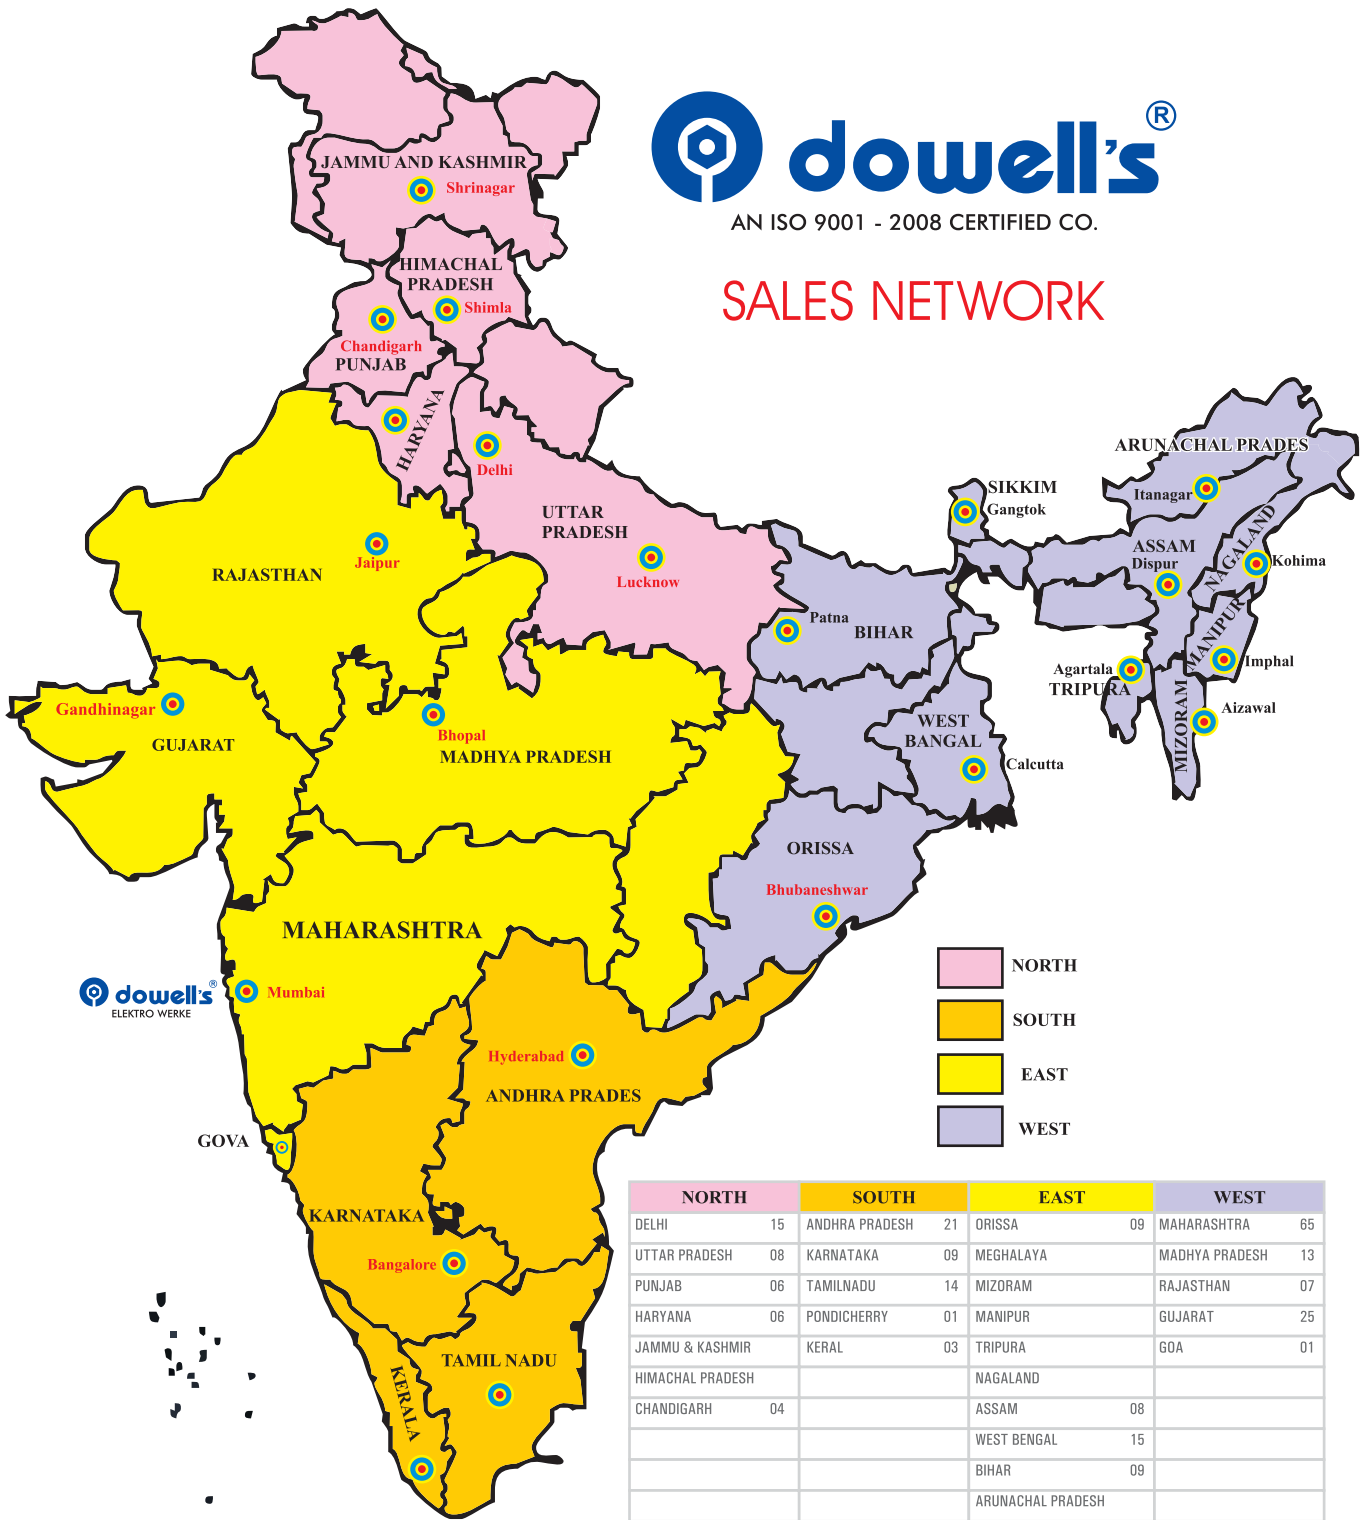 dowell's ®
AN ISO 9001 - 2008 CERTIFIED CO.
SALES NETWORK
JAMMU AND KASHMIR
Shrinagar
HIMACHAL
PRADESH
Shimla
Chandigarh
PUNJAB
HARYANA
Delhi
UTTAR
PRADESH
Lucknow
RAJASTHAN
Jaipur
ARUNACHAL PRADES
Itanagar
SIKKIM
Gangtok
ASSAM
Dispur
NAGALAND
Kohima
Patna
BIHAR
MANIPUR
Imphal
Agartala
TRIPURA
MIZORAM
Aizawal
Gandhinagar
GUJARAT
Bhopal
MADHYA PRADESH
WEST
BANGAL
Calcutta
ORISSA
Bhubaneshwar
MAHARASHTRA
dowell's ®
ELEKTRO WERKE
Mumbai
Hyderabad
ANDHRA PRADES
GOVA
KARNATAKA
Bangalore
TAMIL NADU
KERALA
NORTH
SOUTH
EAST
WEST
NORTH SOUTH EAST WEST
DELHI 15 ANDHRA PRADESH 21 ORISSA 09 MAHARASHTRA 65
UTTAR PRADESH 08 KARNATAKA 09 MEGHALAYA MADHYA PRADESH 13
PUNJAB 06 TAMILNADU 14 MIZORAM RAJASTHAN 07
HARYANA 06 PONDICHERRY 01 MANIPUR GUJARAT 25
JAMMU & KASHMIR KERAL 03 TRIPURA GOA 01
HIMACHAL PRADESH NAGALAND
CHANDIGARH 04 ASSAM 08
WEST BENGAL 15
BIHAR 09
ARUNACHAL PRADESH